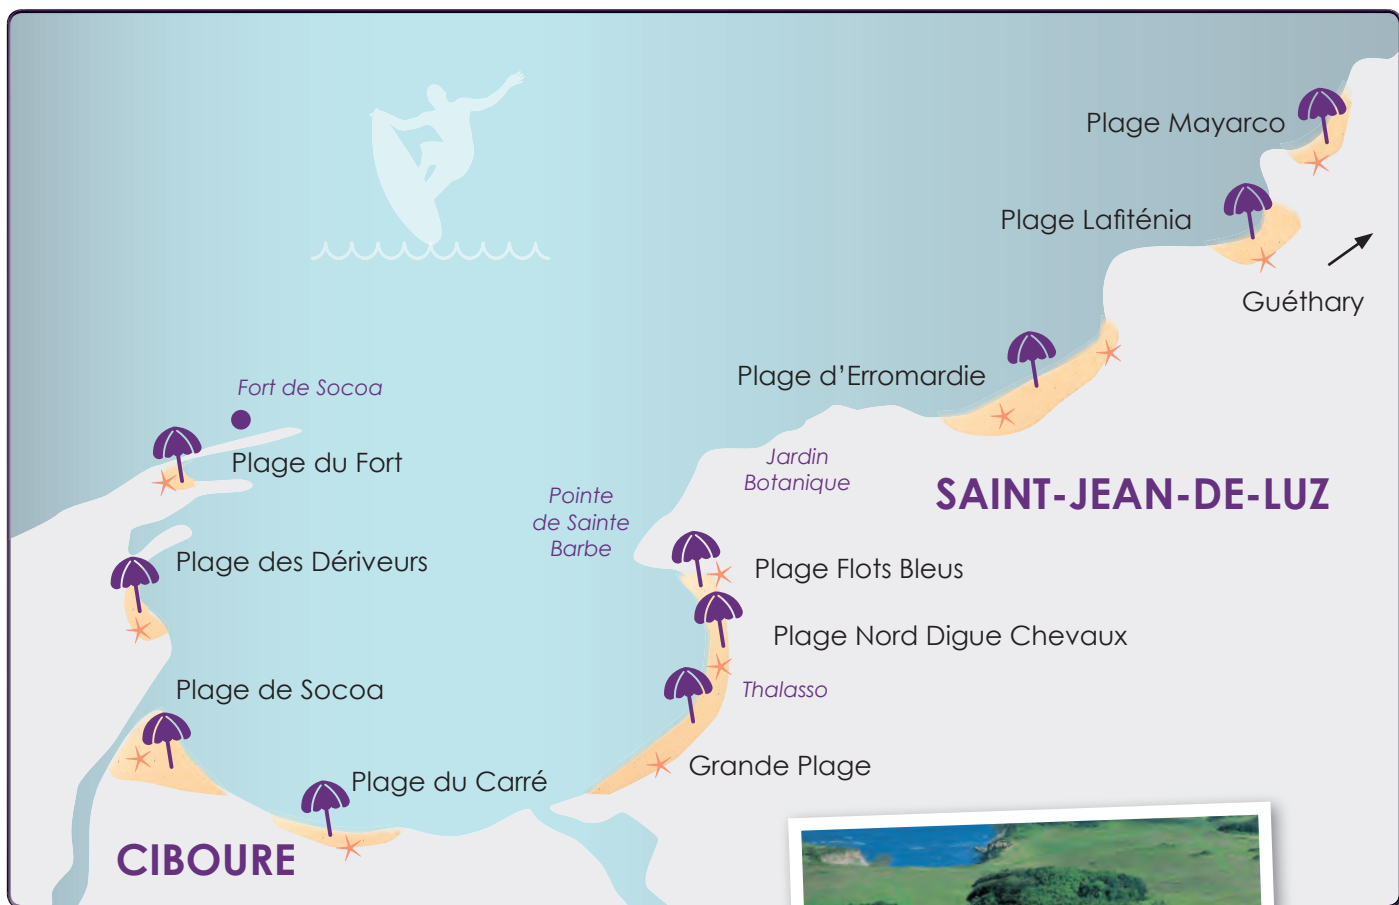 Plage Mayarco
Plage Lafiténia
Guéthary
Plage d'Erromardie
Fort de Socoa
Plage du Fort
Jardin
Botanique
SAINT-JEAN-DE-LUZ
Pointe
de Sainte
Barbe
Plage des Dériveurs
Plage Flots Bleus
Plage Nord Digue Chevaux
Plage de Socoa
Thalasso
Grande Plage
Plage du Carré
CIBOURE